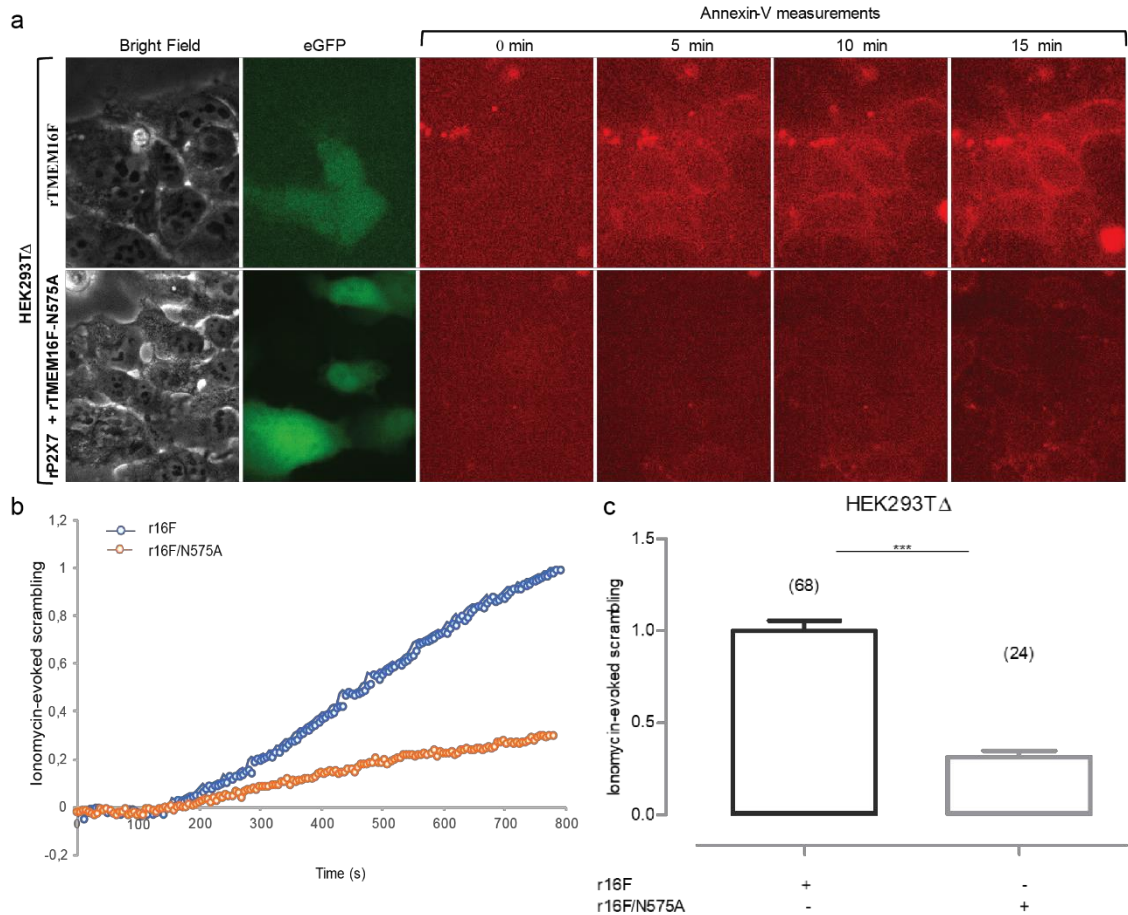 a
Annexin-V measurements
Bright Field
eGFP
0 min
5 min
10 min
15 min
HEK293TΔ
rTMEM16F
rP2X7 + rTMEM16F-N575A
b
r16F
r16F/N575A
Ionomycin-evoked scrambling
1,2
1
0,8
0,6
0,4
0,2
0
-0,2
0
100
200
300
400
500
600
700
800
Time (s)
c
HEK293TΔ
Ionomycin-evoked scrambling
1.5
1.0
0.5
0.0
***
(68)
(24)
r16F + -
r16F/N575A - +